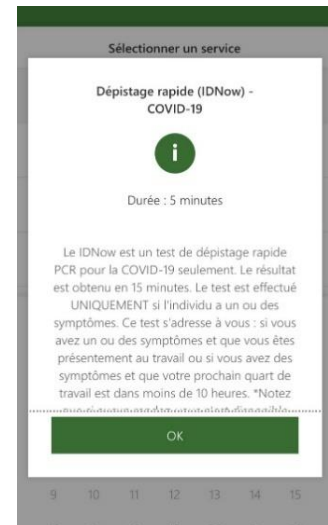 Sélectionner un service
Dépistage rapide (IDNow) -
COVID-19
i
Durée : 5 minutes
Le IDNow est un test de dépistage rapide
PCR pour la COVID-19 seulement. Le résultat
est obtenu en 15 minutes. Le test est effectué
UNIQUEMENT si l'individu a un ou des
symptômes. Ce test s'adresse à vous : si vous
avez un ou des symptômes et que vous êtes
présentement au travail ou si vous avez des
symptômes et que votre prochain quart de
travail est dans moins de 10 heures. *Notez
OK
9 10 11 12 13 14 15